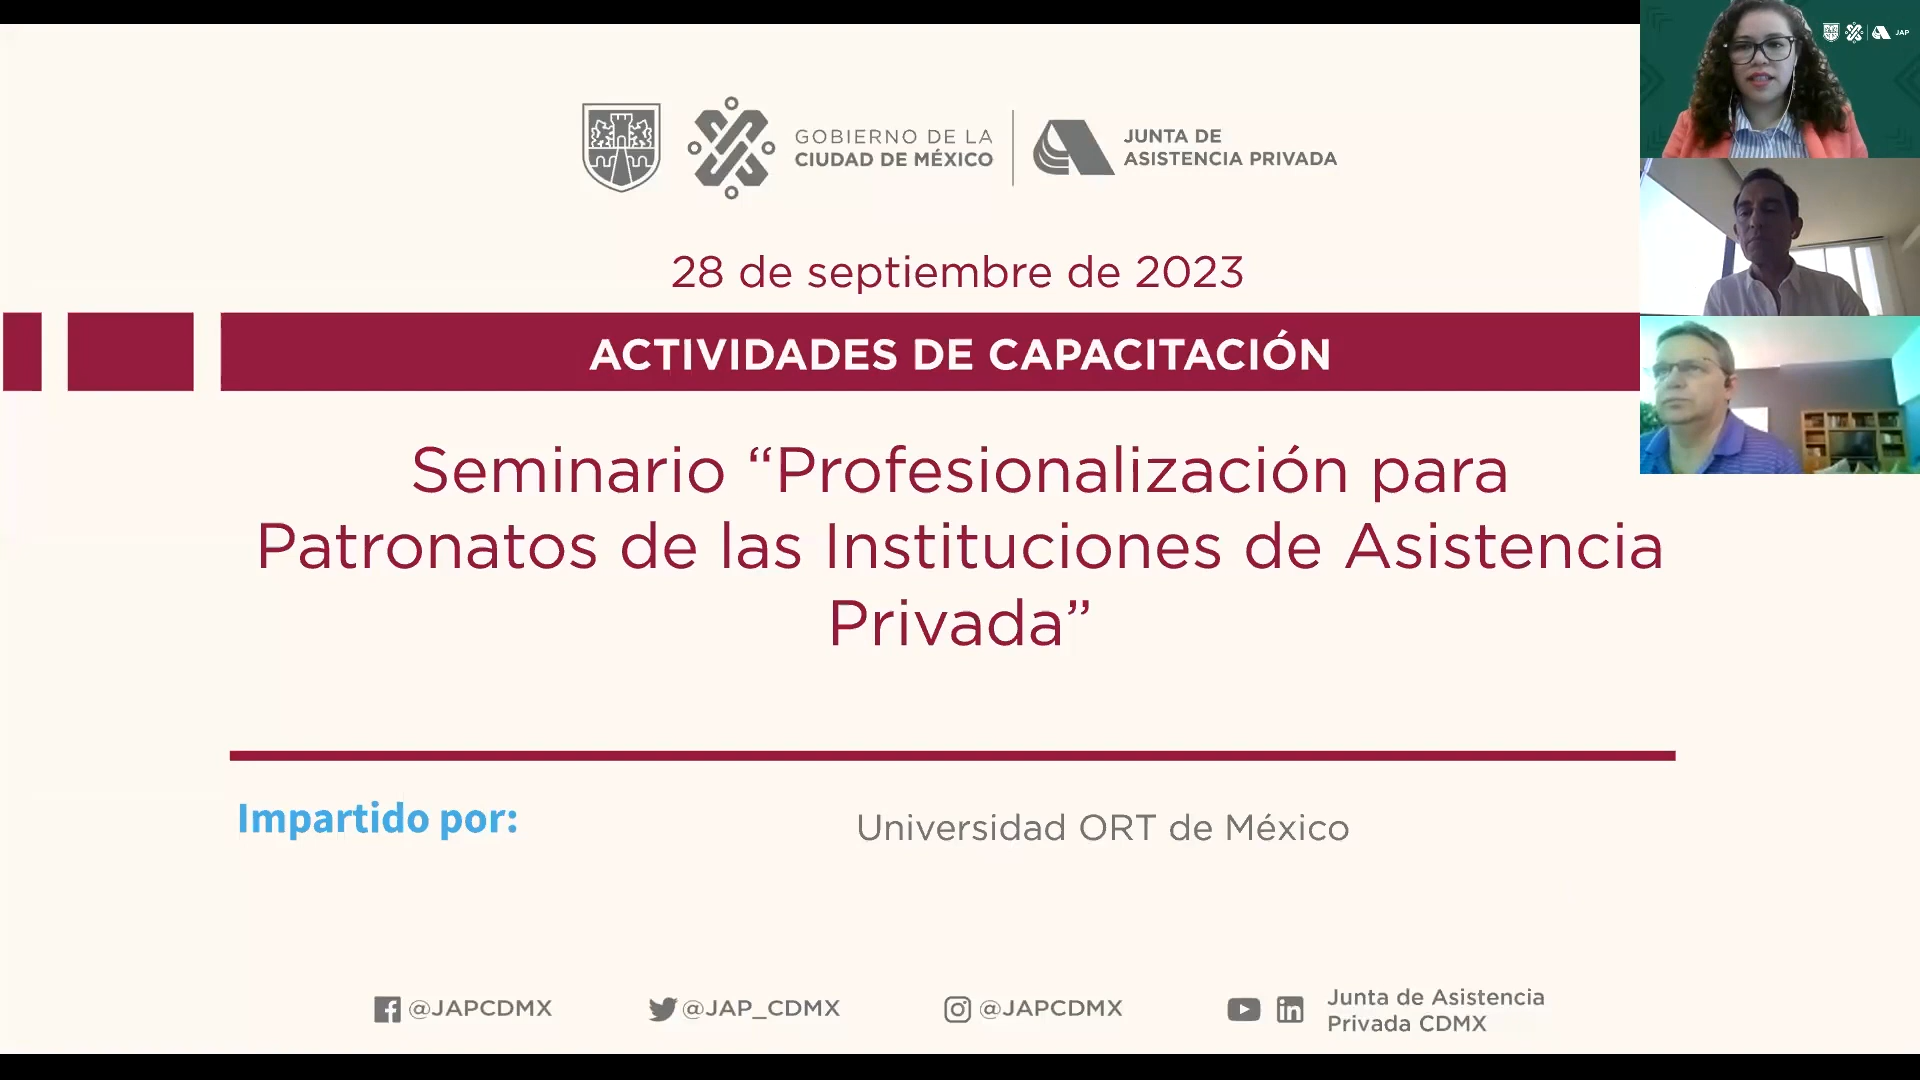 GOBIERNO DE LA
CIUDAD DE MÉXICO
JUNTA DE
ASISTENCIA PRIVADA
JAP
28 de septiembre de 2023
ACTIVIDADES DE CAPACITACIÓN
Seminario “Profesionalización para
Patronatos de las Instituciones de Asistencia
Privada”
Impartido por:
Universidad ORT de México
@JAPCDMX
@JAP_CDMX
@JAPCDMX
Junta de Asistencia
Privada CDMX